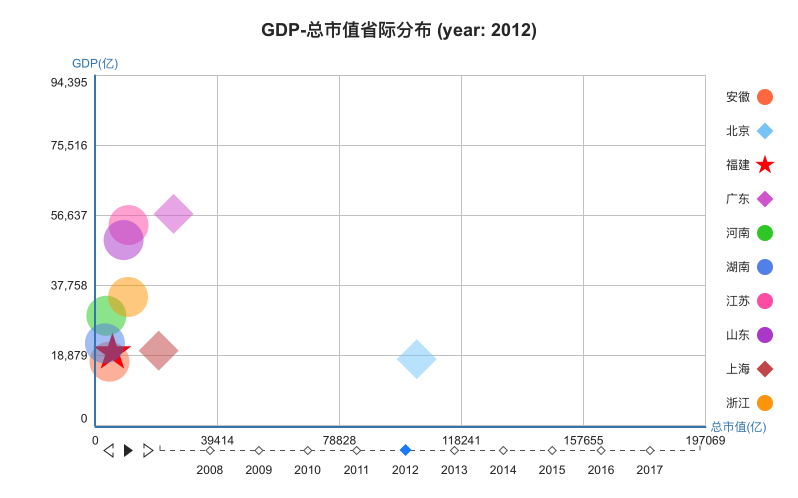 GDP-总市值省际分布 (year: 2012)
GDP(亿)
94,395
75,516
56,637
37,758
18,879
0
0 39414 78828 118241 157655 197069
总市值(亿)
2008 2009 2010 2011 2012 2013 2014 2015 2016 2017
安徽
北京
福建
广东
河南
湖南
江苏
山东
上海
浙江